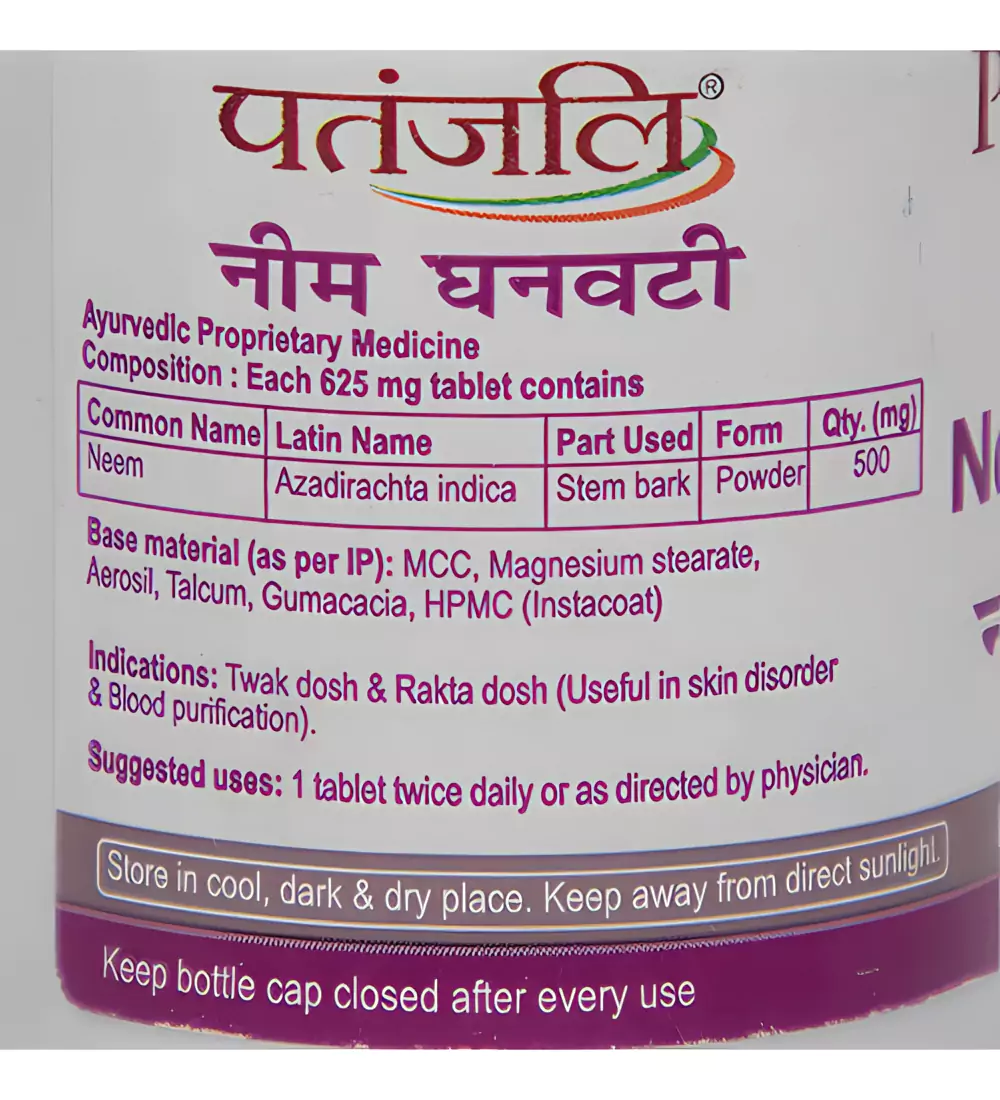 पतंजलि®
नीम घनवटी
Ayurvedic Proprietary Medicine
Composition : Each 625 mg tablet contains
Common Name Latin Name Part Used Form Qty. (mg)
Neem Azadirachta indica Stem bark Powder 500
Base material (as per IP): MCC, Magnesium stearate,
Aerosil, Talcum, Gumacacia, HPMC (Instacoat)
Indications: Twak dosh & Rakta dosh (Useful in skin disorder
& Blood purification).
Suggested uses: 1 tablet twice daily or as directed by physician.
Store in cool, dark & dry place. Keep away from direct sunlight.
Keep bottle cap closed after every use